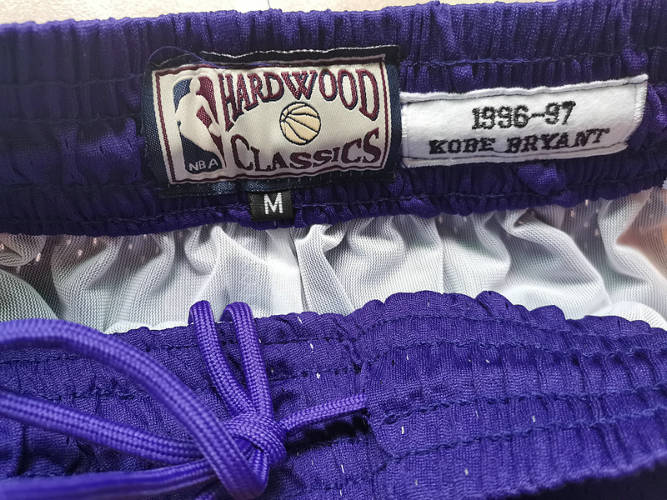 HARDWOOD
NBA
CLASSICS
M
1996-97
KOBE BRYANT